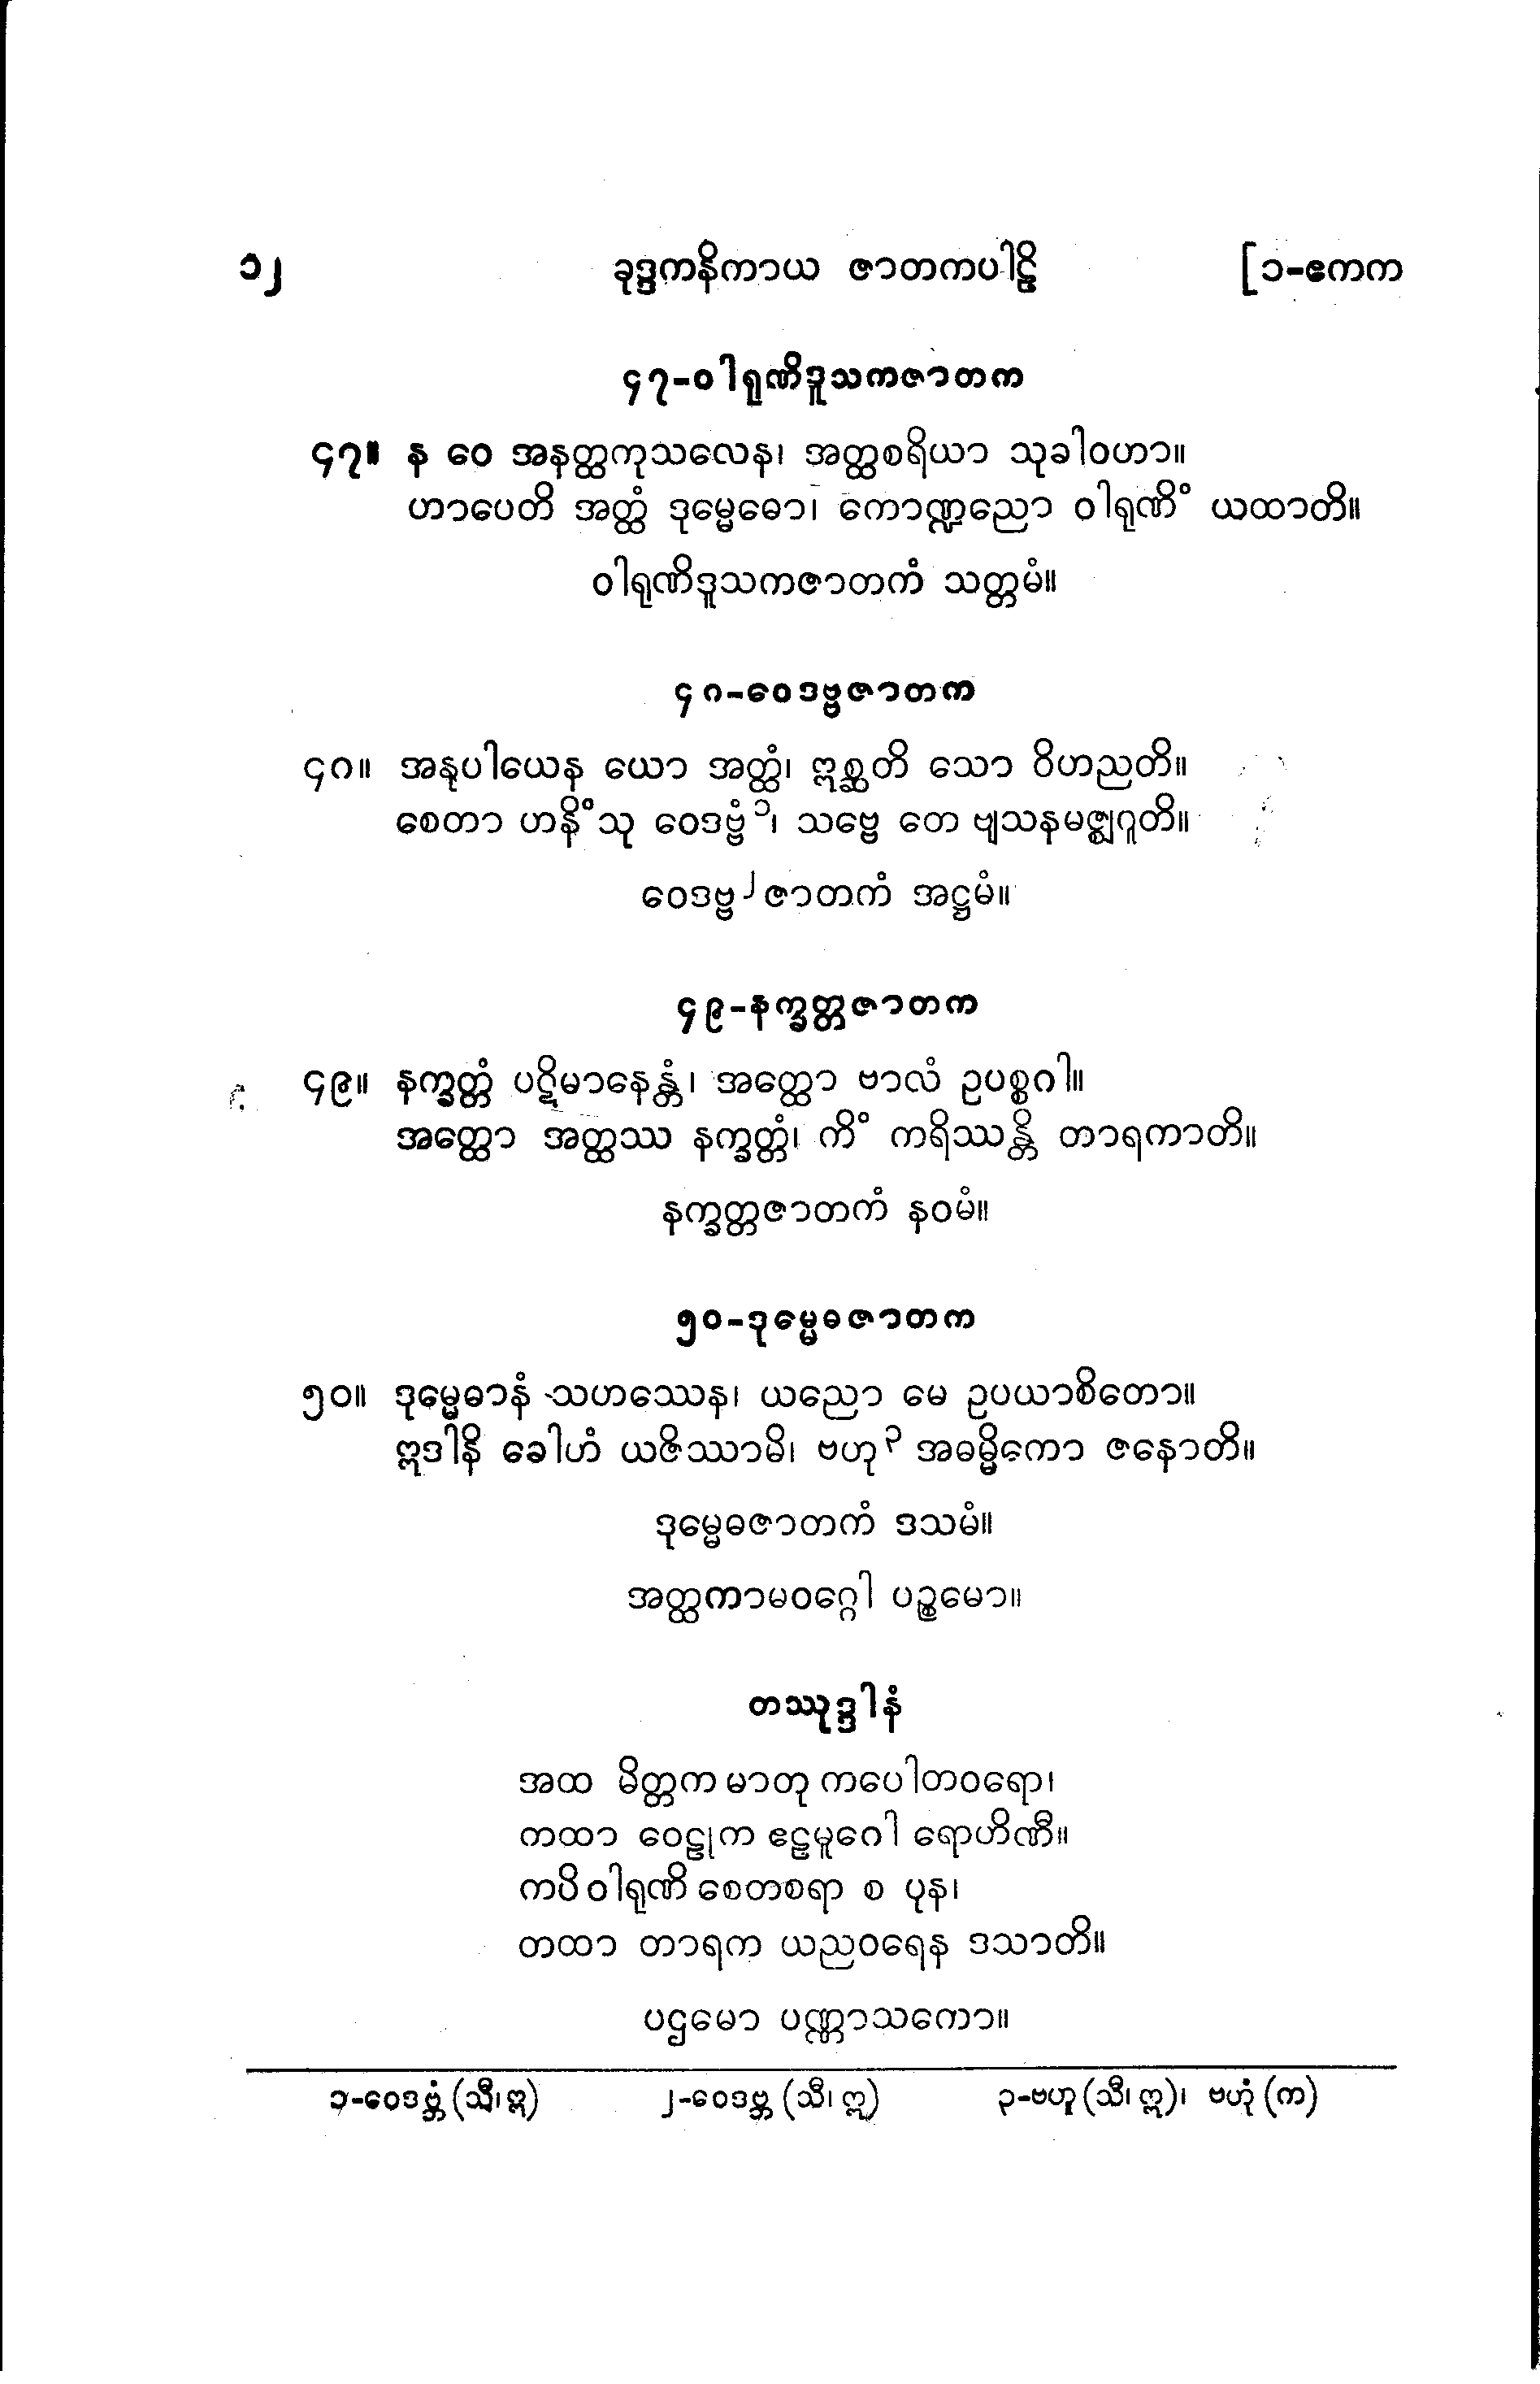 ၁၂ ခုဒ္ဒကနိကာယ ဇာတကပါဠိ [၁-ဧကက
၄၇-ဝါရုဏိဒူသကဇာတက
၄၇။ န ဝေ အနတ္ထကုသလေန၊ အတ္ထစရိယာ သုခါဝဟာ။
ဟာပေတိ အတ္ထံ ဒုမ္မေဓော၊ ကောဏ္ဍညော ဝါရုဏိံ ယထာတိ။
ဝါရုဏိဒူသကဇာတကံ သတ္တမံ။
၄၈-ဝေဒဗ္ဗဇာတက
၄၈။ အနုပါယေန ယော အတ္ထံ၊ ဣစ္ဆတိ သော ဝိဟညတိ။
စေတာ ဟနိံသု ဝေဒဗ္ဗံ ၁၊ သဗ္ဗေ တေ ဗျသနမဇ္ဈဂူတိ။
ဝေဒဗ္ဗ ၂ ဇာတကံ အဋ္ဌမံ။
၄၉-နက္ခတ္တဇာတက
၄၉။ နက္ခတ္တံ ပဋိမာနေန္တံ၊ အတ္ထော ဗာလံ ဥပစ္စဂါ။
အတ္ထော အတ္ထဿ နက္ခတ္တံ၊ ကိံ ကရိဿန္တိ တာရကာတိ။
နက္ခတ္တဇာတကံ နဝမံ။
၅၀-ဒုမ္မေဓဇာတက
၅၀။ ဒုမ္မေဓာနံ သဟဿေန၊ ယညော မေ ဥပယာစိတော။
ဣဒါနိ ခေါဟံ ယဇိဿာမိ၊ ဗဟု ၃ အဓမ္မိကော ဇနောတိ။
ဒုမ္မေဓဇာတကံ ဒသမံ။
အတ္ထကာမဝဂ္ဂေါ ပဉ္စမော။
တဿုဒ္ဒါနံ
အထ မိတ္တက မာတု ကပေါတဝရော၊
ကထာ ဝေဠုက ဧဠမူဂေါ ရောဟိဏီ။
ကပိ ဝါရုဏိ စေတစရာ စ ပုန၊
တထာ တာရက ယညဝရေန ဒသာတိ။
ပဌမော ပဏ္ဏာသကော။
၁-ဝေဒဗ္ဘံ (သီ၊ဣ) ၂-ဝေဒဗ္ဘ (သီ၊ ဣ) ၃-ဗဟူ (သီ၊ ဣ)၊ ဗဟုံ (က)